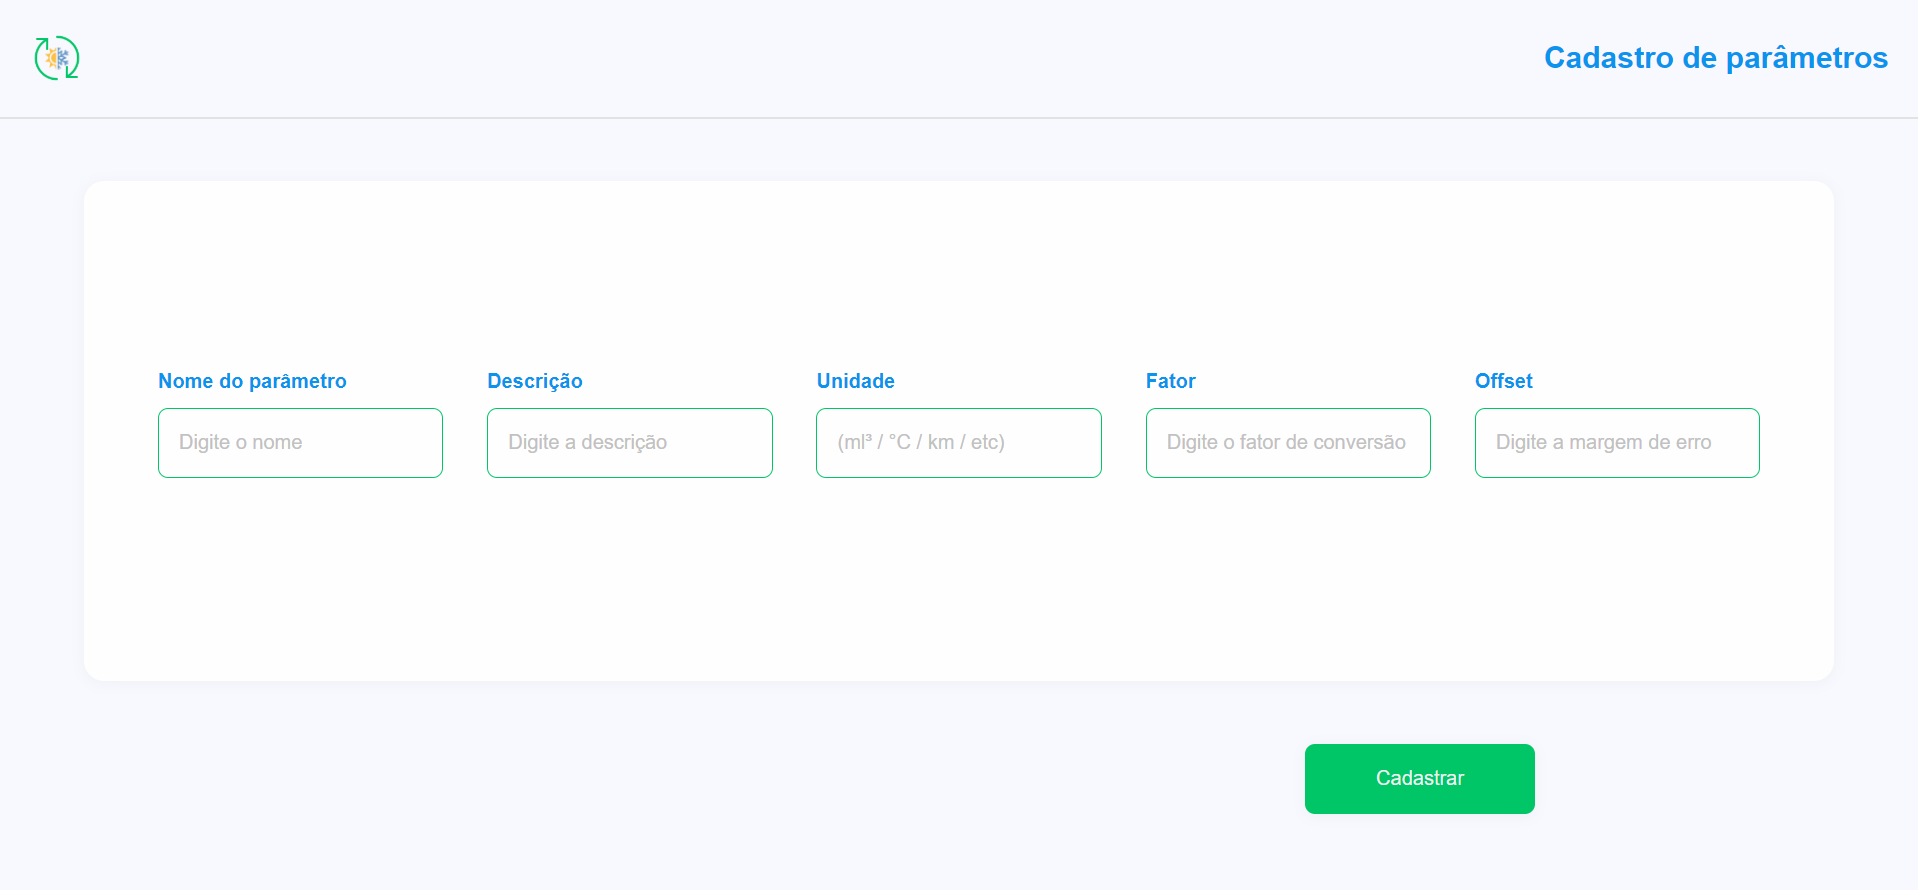 Cadastro de parâmetros
Nome do parâmetro
Descrição
Unidade
Fator
Offset
Digite o nome
Digite a descrição
(ml³ / °C / km / etc)
Digite o fator de conversão
Digite a margem de erro
Cadastrar